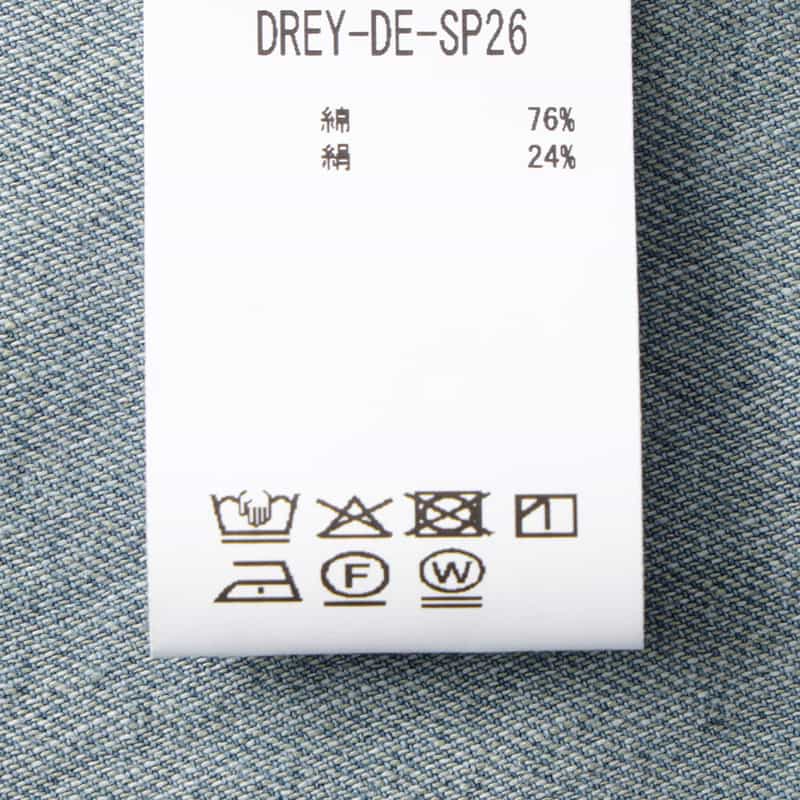 DREY-DE-SP26
綿 76%
絹 24%
F W